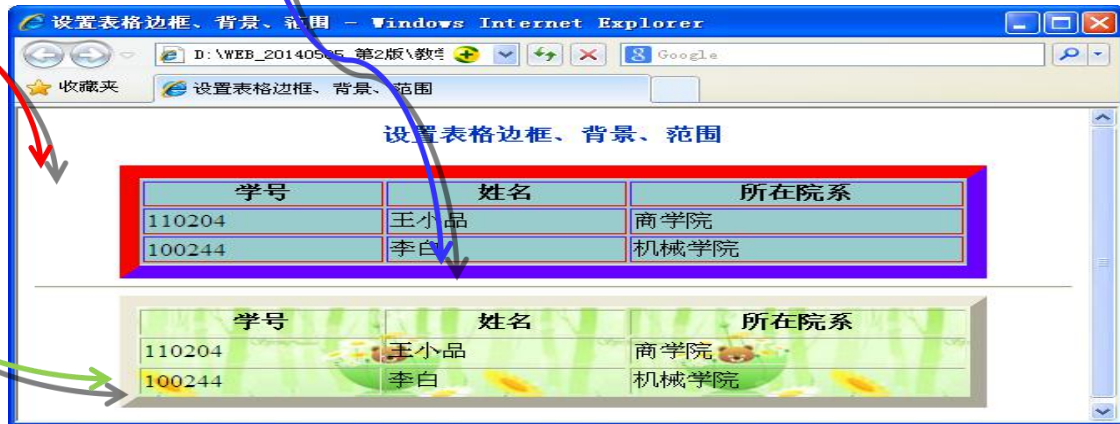 设置表格边框、背景、范围 - Windows Internet Explorer
D:\WEB_20140505_第2版\教学
Google
收藏夹
设置表格边框、背景、范围
设置表格边框、背景、范围
学号 姓名 所在院系
110204 王小品 商学院
100244 李白 机械学院
学号 姓名 所在院系
110204 王小品 商学院
100244 李白 机械学院